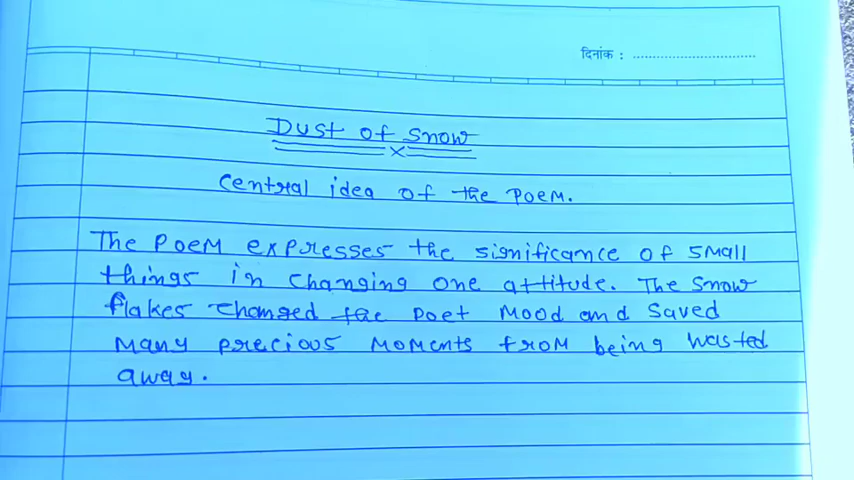 दिनांक : ..............................
Dust of Snow
x
Central idea of the Poem.
The Poem expresses the significance of small
things in changing one attitude. The Snow
flakes changed the Poet Mood and Saved
Many precious Moments from being wasted
away.